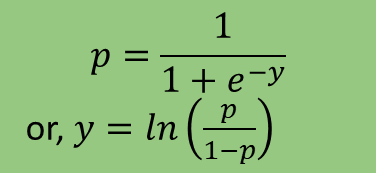 p = 1 / (1 + e^{-y})
or, y = ln(p / (1-p))